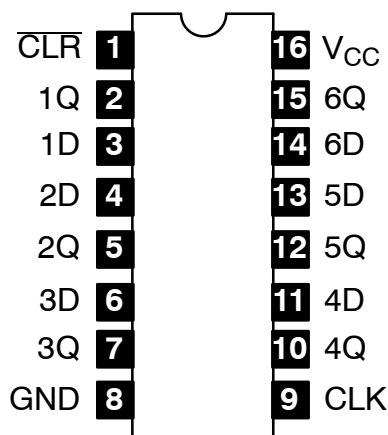 C̅L̅R̅ 1 16 VCC
1Q 2 15 6Q
1D 3 14 6D
2D 4 13 5D
2Q 5 12 5Q
3D 6 11 4D
3Q 7 10 4Q
GND 8 9 CLK